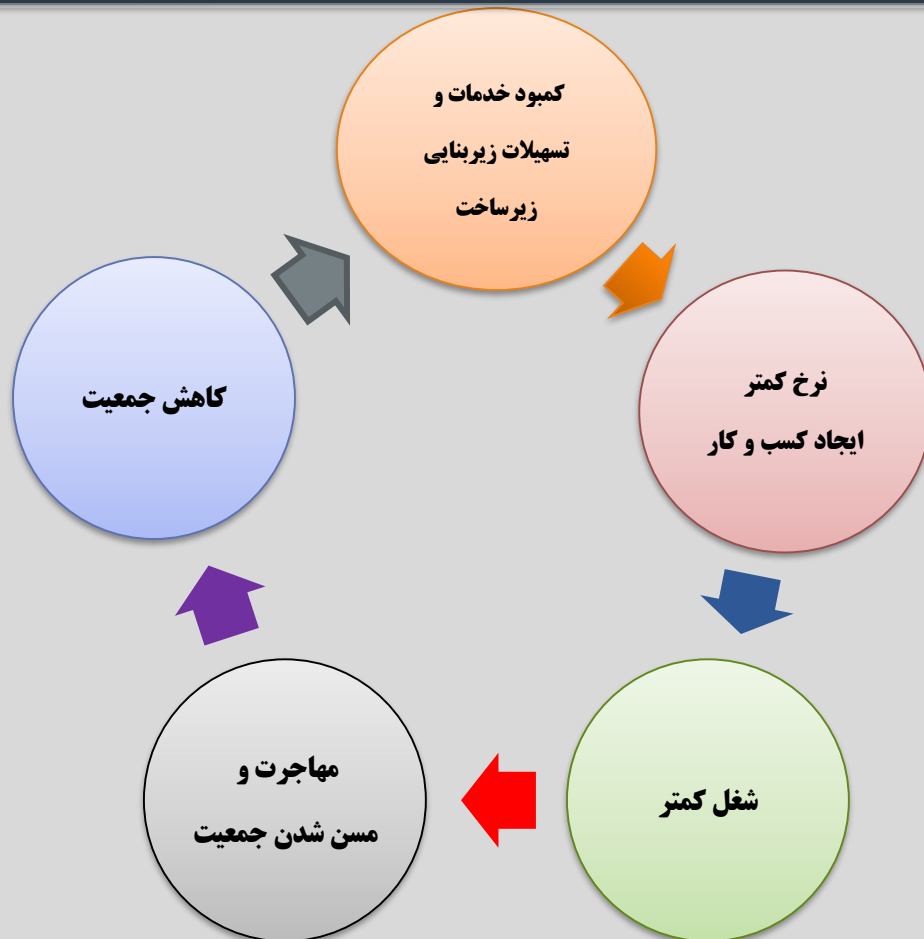 کمبود خدمات و
تسهیلات زیربنایی
زیرساخت
نرخ کمتر
ایجاد کسب و کار
شغل کمتر
مهاجرت و
مسن شدن جمعیت
کاهش جمعیت